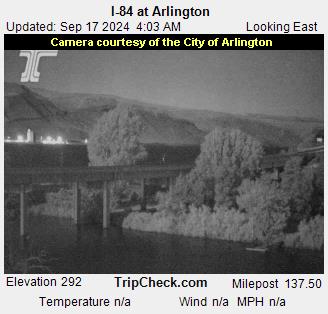 I-84 at Arlington
Updated: Sep 17 2024 4:03 AM Looking East
Camera courtesy of the City of Arlington
Elevation 292 TripCheck.com Milepost 137.50
Temperature n/a Wind n/a MPH n/a